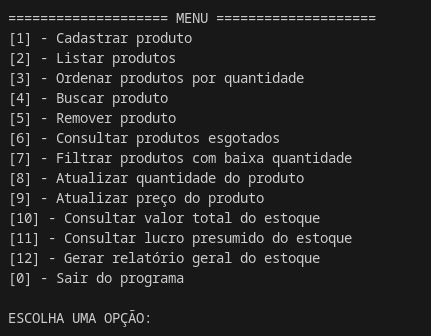 ==================== MENU ====================
[1] - Cadastrar produto
[2] - Listar produtos
[3] - Ordenar produtos por quantidade
[4] - Buscar produto
[5] - Remover produto
[6] - Consultar produtos esgotados
[7] - Filtrar produtos com baixa quantidade
[8] - Atualizar quantidade do produto
[9] - Atualizar preço do produto
[10] - Consultar valor total do estoque
[11] - Consultar lucro presumido do estoque
[12] - Gerar relatório geral do estoque
[0] - Sair do programa
ESCOLHA UMA OPÇÃO: